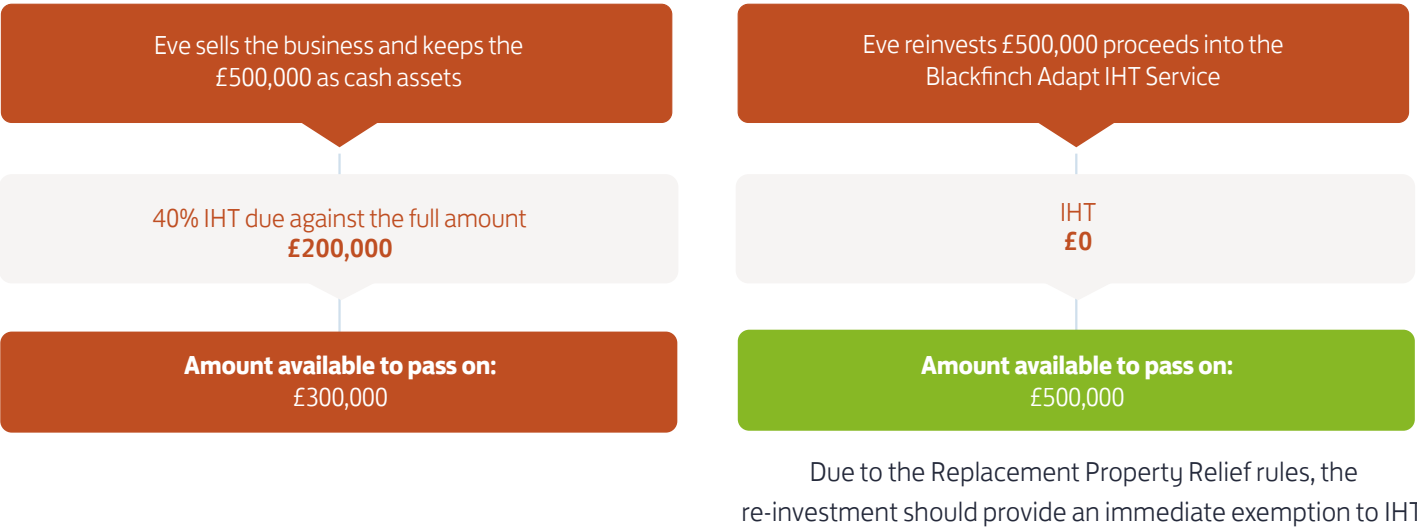 Eve sells the business and keeps the
£500,000 as cash assets
40% IHT due against the full amount
£200,000
Amount available to pass on:
£300,000
Eve reinvests £500,000 proceeds into the
Blackfinch Adapt IHT Service
IHT
£0
Amount available to pass on:
£500,000
Due to the Replacement Property Relief rules, the
re-investment should provide an immediate exemption to IHT